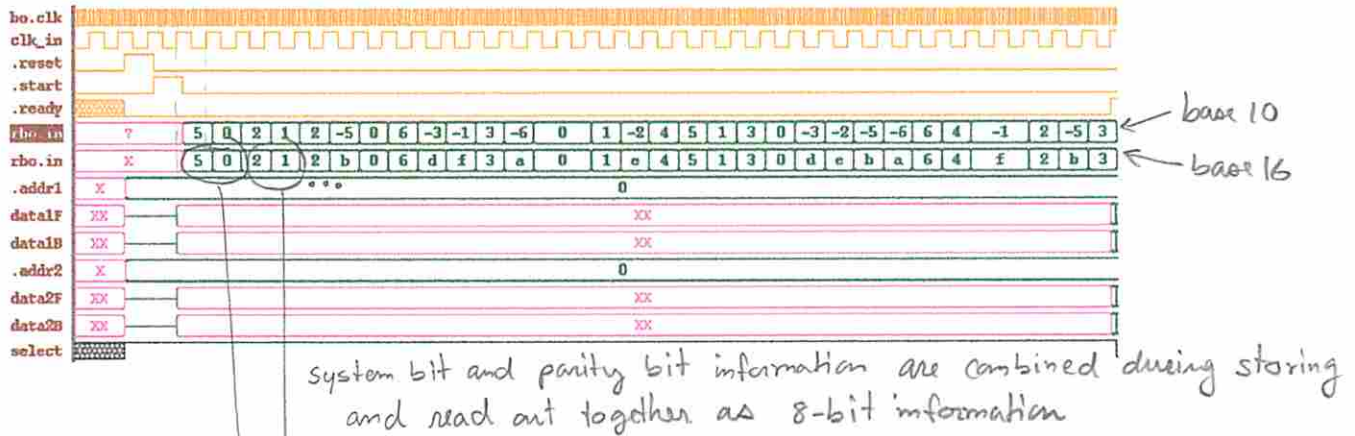 bo.clk
clk_in
.reset
.start
.ready
rbo_in ? 5 0 2 1 2 -5 0 6 -3 -1 3 -6 0 1 -2 4 5 1 3 0 -3 -2 -5 -6 6 4 -1 2 -5 3 base 10
rbo.in X 5 0 2 1 2 b 0 6 d f 3 a 0 1 e 4 5 1 3 0 d e b a 6 4 f 2 b 3 base 16
.addr1 X 0
data1F XX XX
data1B XX XX
.addr2 X 0
data2F XX XX
data2B XX XX
select
system bit and parity bit information are combined during storing
and read out together as 8-bit information